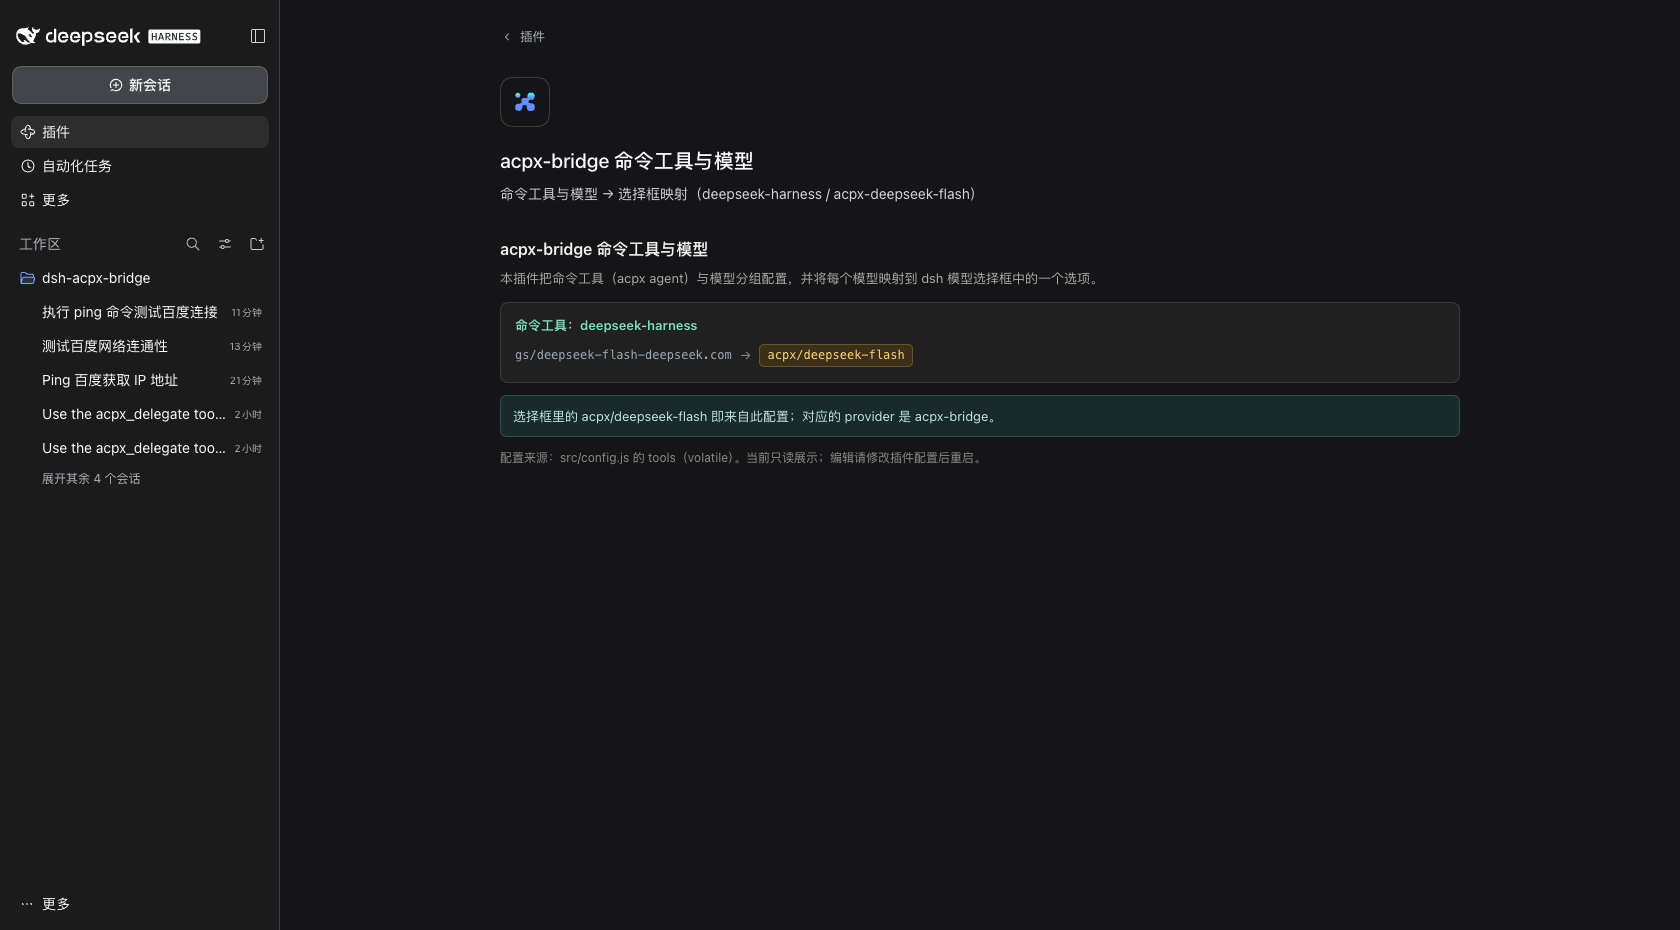 deepseek HARNESS
新会话
插件
自动化任务
更多
工作区
dsh-acpx-bridge
执行 ping 命令测试百度连接 11分钟
测试百度网络连通性 13分钟
Ping 百度获取 IP 地址 21分钟
Use the acpx_delegate too... 2小时
Use the acpx_delegate too... 2小时
展开其余 4 个会话
... 更多
‹ 插件
acpx-bridge 命令工具与模型
命令工具与模型 → 选择框映射（deepseek-harness / acpx-deepseek-flash）
acpx-bridge 命令工具与模型
本插件把命令工具（acpx agent）与模型分组配置，并将每个模型映射到 dsh 模型选择框中的一个选项。
命令工具：deepseek-harness
gs/deepseek-flash-deepseek.com → acpx/deepseek-flash
选择框里的 acpx/deepseek-flash 即来自此配置；对应的 provider 是 acpx-bridge。
配置来源：src/config.js 的 tools（volatile）。当前只读展示；编辑请修改插件配置后重启。